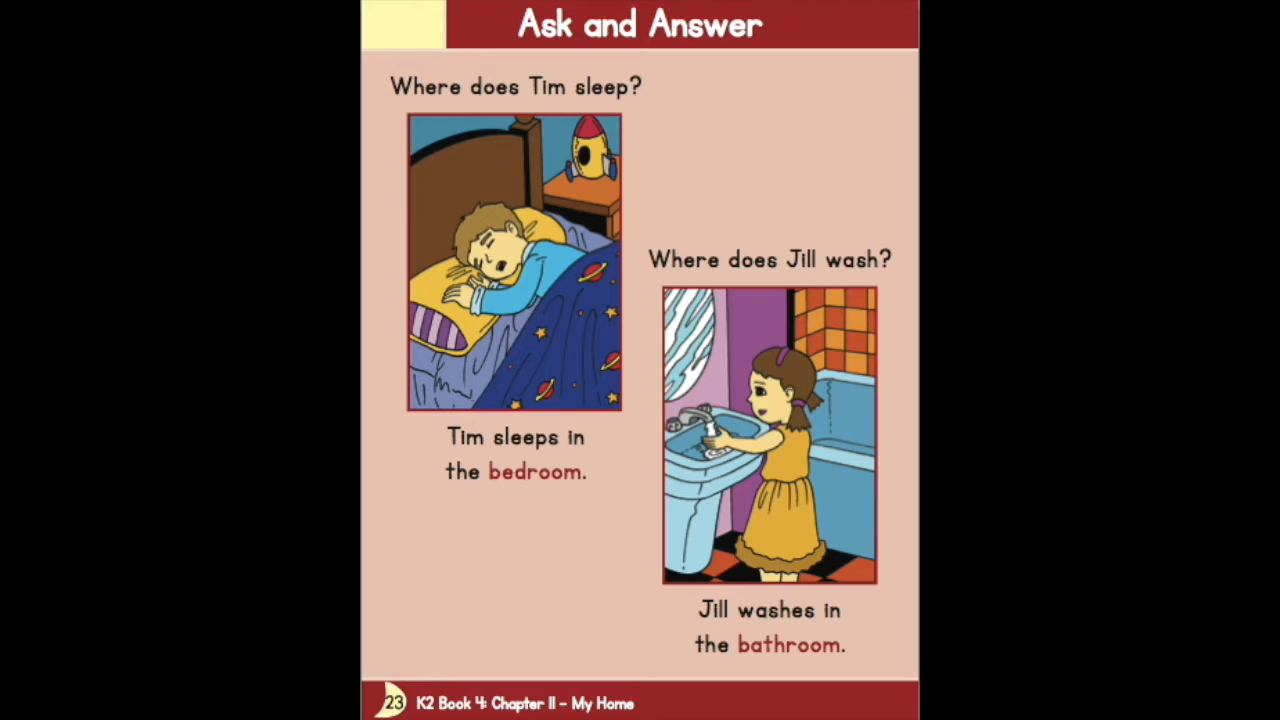 Ask and Answer
Where does Tim sleep?
Tim sleeps in
the bedroom.
Where does Jill wash?
Jill washes in
the bathroom.
23 K2 Book 4: Chapter 11 - My Home